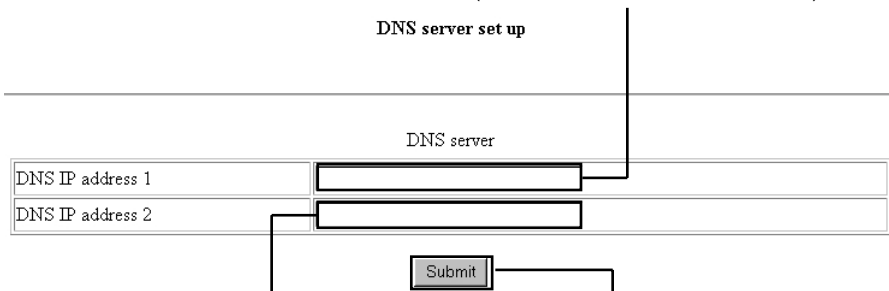 DNS server set up
DNS server
DNS IP address 1
DNS IP address 2
Submit